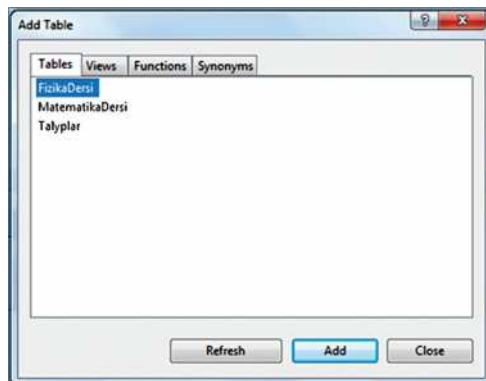 Add Table
Tables Views Functions Synonyms
FizikaDersi
MatematikaDersi
Talyplar
Refresh Add Close